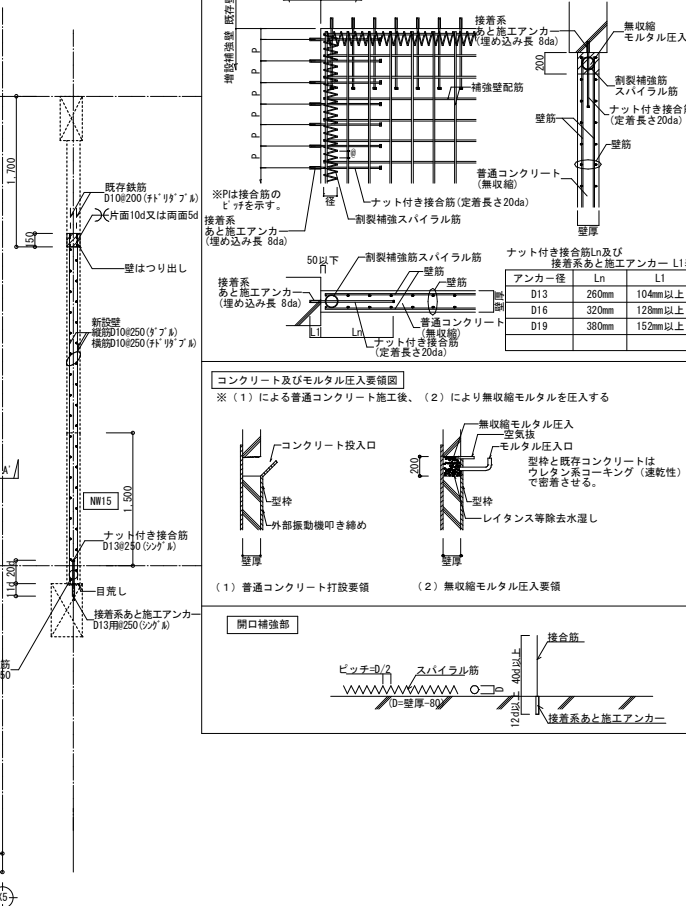 1,700
既存鉄筋
D10@200(ﾁﾄﾞﾘﾀﾞﾌﾞﾙ)
片面10d又は両面5d
150
壁はつり出し
新設壁
縦筋D10@250(ﾀﾞﾌﾞﾙ)
横筋D10@250(ﾁﾄﾞﾘﾀﾞﾌﾞﾙ)
A'
NW15
1,500
ナット付き接合筋
D13@250(ｼﾝｸﾞﾙ)
20d
11d
目荒し
接着系あと施工アンカー
D13用@250(ｼﾝｸﾞﾙ)
筋
50
増設補強壁
P
P
P
P
P
P
接着系
あと施工アンカー
(埋め込み長 8da)
補強壁配筋
@
径
※Pは接合筋の
ピッチを示す。
ナット付き接合筋(定着長さ20da)
割裂補強スパイラル筋
接着系
あと施工アンカー
(埋め込み長 8da)
無収縮
モルタル圧入
200
割裂補強筋
スパイラル筋
ナット付き接合筋
(定着長さ20da)
壁筋
壁筋
普通コンクリート
(無収縮)
壁厚
50以下
割裂補強筋スパイラル筋
壁筋
壁筋
接着系
あと施工アンカー
(埋め込み長 8da)
壁厚
普通コンクリート
(無収縮)
L1
Ln
ナット付き接合筋
(定着長さ20da)
ナット付き接合筋Ln及び
接着系あと施工アンカー L1
アンカー径 Ln L1
D13 260mm 104mm以上
D16 320mm 128mm以上
D19 380mm 152mm以上
コンクリート及びモルタル圧入要領図
※（１）による普通コンクリート施工後、（２）により無収縮モルタルを圧入する
コンクリート投入口
型枠
外部振動機叩き締め
壁厚
（１）普通コンクリート打設要領
無収縮モルタル圧入
空気抜
モルタル圧入口
200
型枠と既存コンクリートは
ウレタン系コーキング（速乾性）
で密着させる。
型枠
レイタンス等除去水湿し
壁厚
（２）無収縮モルタル圧入要領
開口補強部
ピッチ=D/2
スパイラル筋
D
(D=壁厚-80)
接合筋
40d以上
12d以上
接着系あと施工アンカー